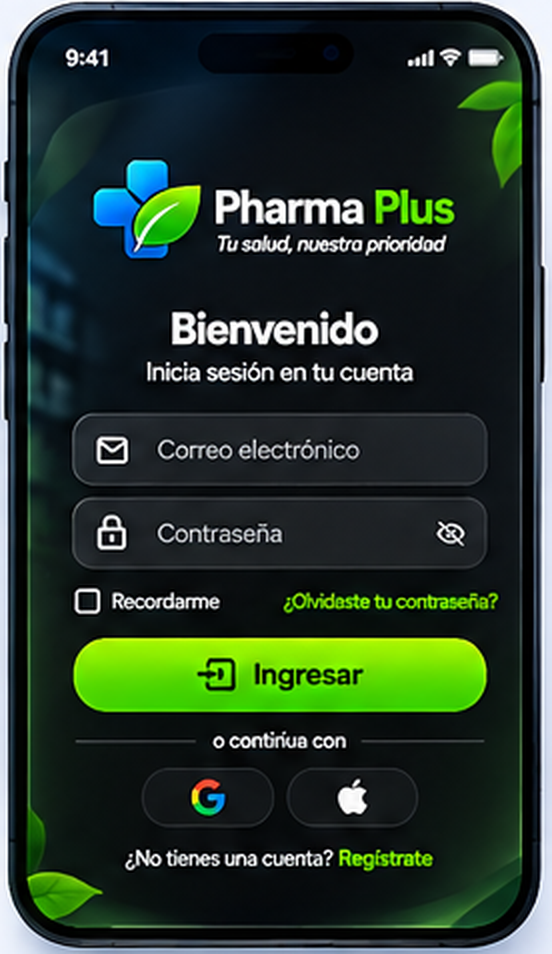 9:41
Pharma Plus
Tu salud, nuestra prioridad
Bienvenido
Inicia sesión en tu cuenta
Correo electrónico
Contraseña
Recordarme ¿Olvidaste tu contraseña?
Ingresar
o continua con
¿No tienes una cuenta? Regístrate